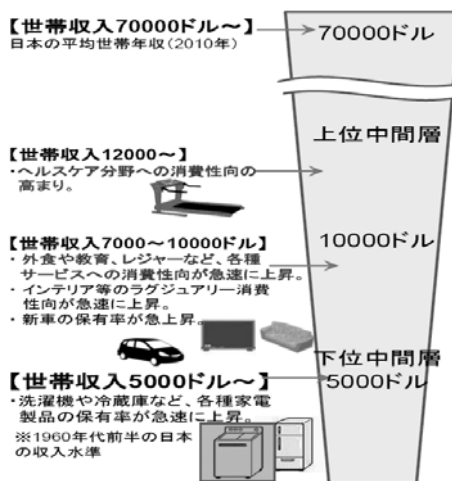 【世帯収入70000ドル～】
日本の平均世帯年収(2010年)
70000ドル
上位中間層
【世帯収入12000～】
・ヘルスケア分野への消費性向の
高まり。
【世帯収入7000～10000ドル】
・ 外食や教育、レジャーなど、各種
サービスへの消費性向が急速に上昇。
・ インテリア等のラグジュアリー消費
性向が急速に上昇。
・ 新車の保有率が急上昇。
10000ドル
下位中間層
5000ドル
【世帯収入5000ドル～】
・洗濯機や冷蔵庫など、各種家電
製品の保有率が急速に上昇。
※1960年代前半の日本
の収入水準